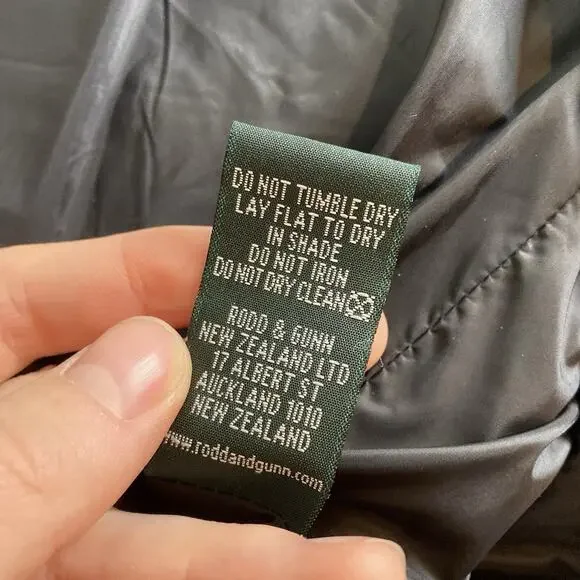 DO NOT TUMBLE DRY
LAY FLAT TO DRY
IN SHADE
DO NOT IRON
DO NOT DRY CLEAN
RODD & GUNN
NEW ZEALAND LTD
17 ALBERT ST
AUCKLAND 1010
NEW ZEALAND
www.roddandgunn.com